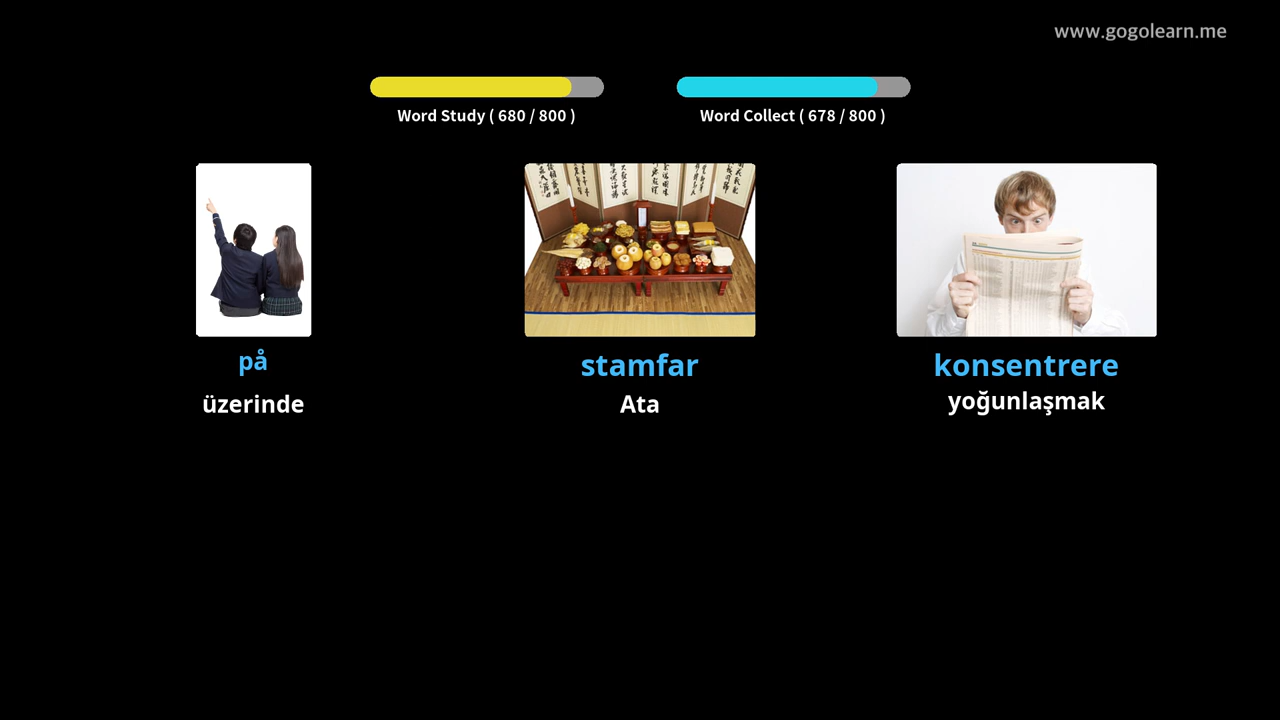 www.gogolearn.me
Word Study ( 680 / 800 )
Word Collect ( 678 / 800 )
på
stamfar
konsentrere
üzerinde
Ata
yoğunlaşmak